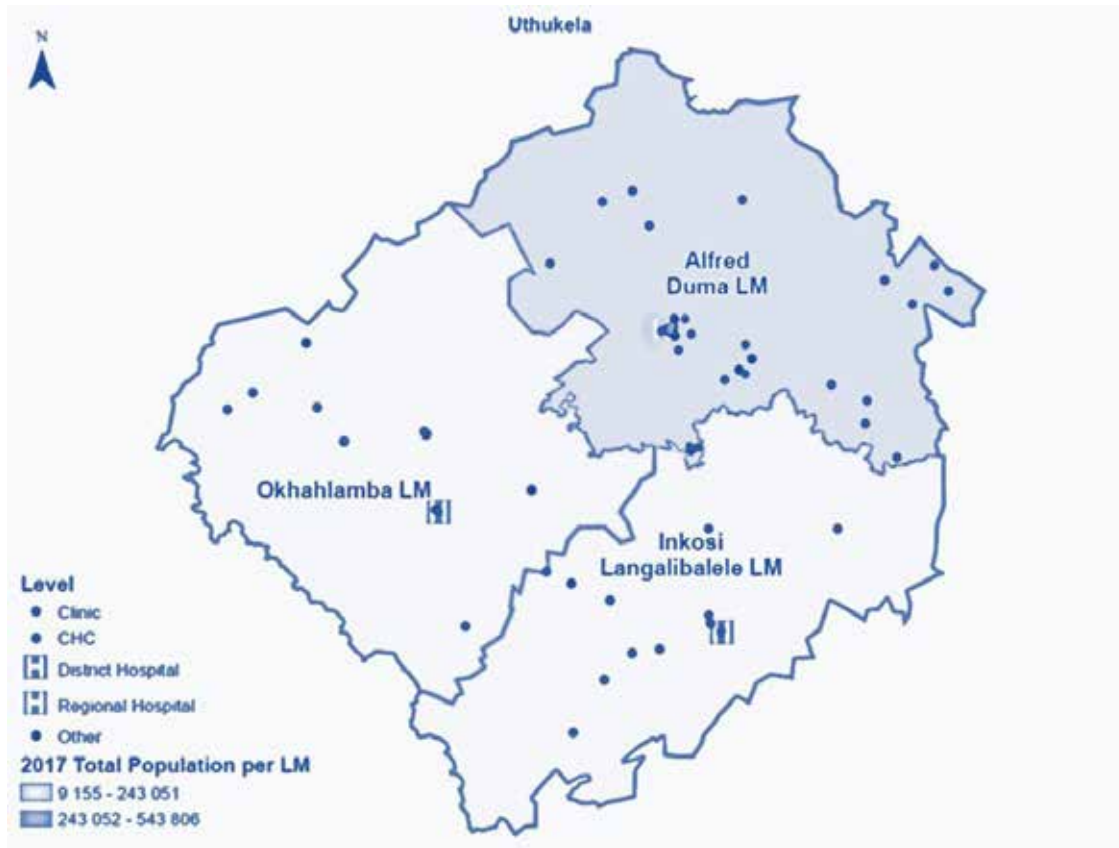 Uthukela
N
Alfred
Duma LM
Okhahlamba LM
Inkosi
Langalibalele LM
Level
Clinic
CHC
District Hospital
Regional Hospital
Other
2017 Total Population per LM
9 155 - 243 051
243 052 - 543 806